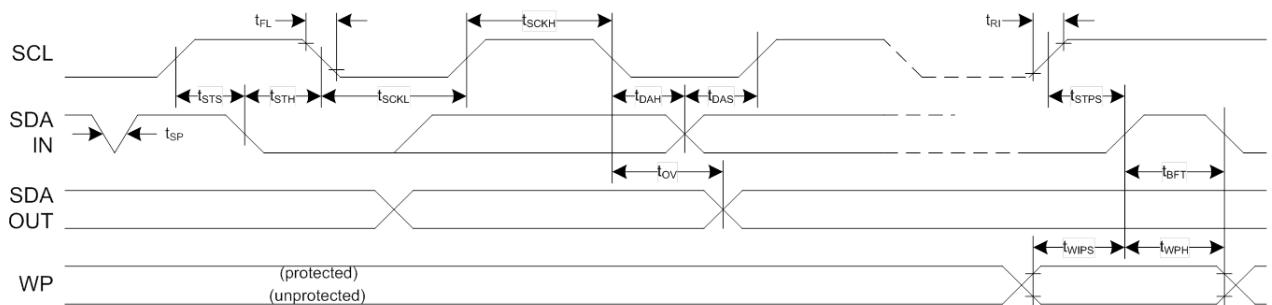 tFL tSCKH tRI
SCL
tSTS tSTH tSCKL tDAH tDAS tSTPS
SDA IN
tSP
tOV tBFT
SDA OUT
tWIPS tWPH
WP
(protected)
(unprotected)